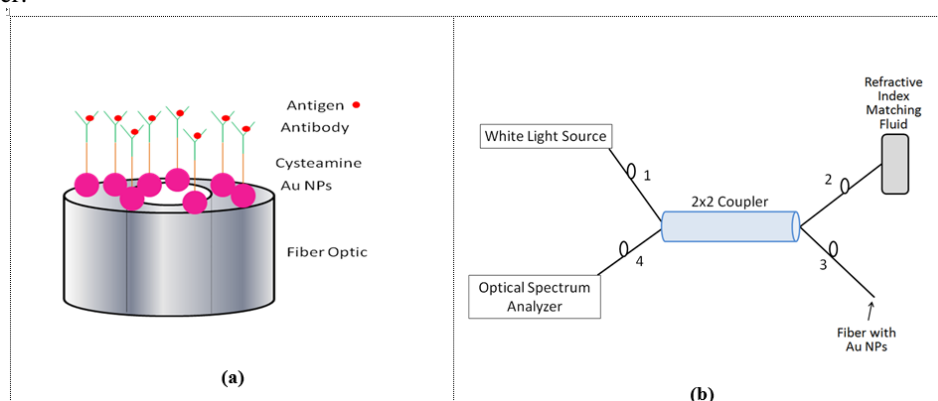 er.
Antigen
Antibody
Cysteamine
Au NPs
Fiber Optic
(a)
Refractive
Index
Matching
Fluid
White Light Source
1
2
2x2 Coupler
4
3
Optical Spectrum
Analyzer
Fiber with
Au NPs
(b)